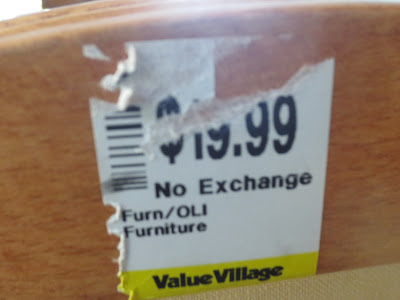 $19.99
No Exchange
Furn/OLI
Furniture
Value Village